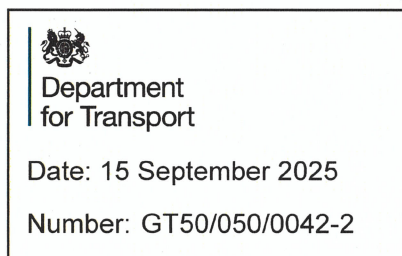 Department
for Transport
Date: 15 September 2025
Number: GT50/050/0042-2